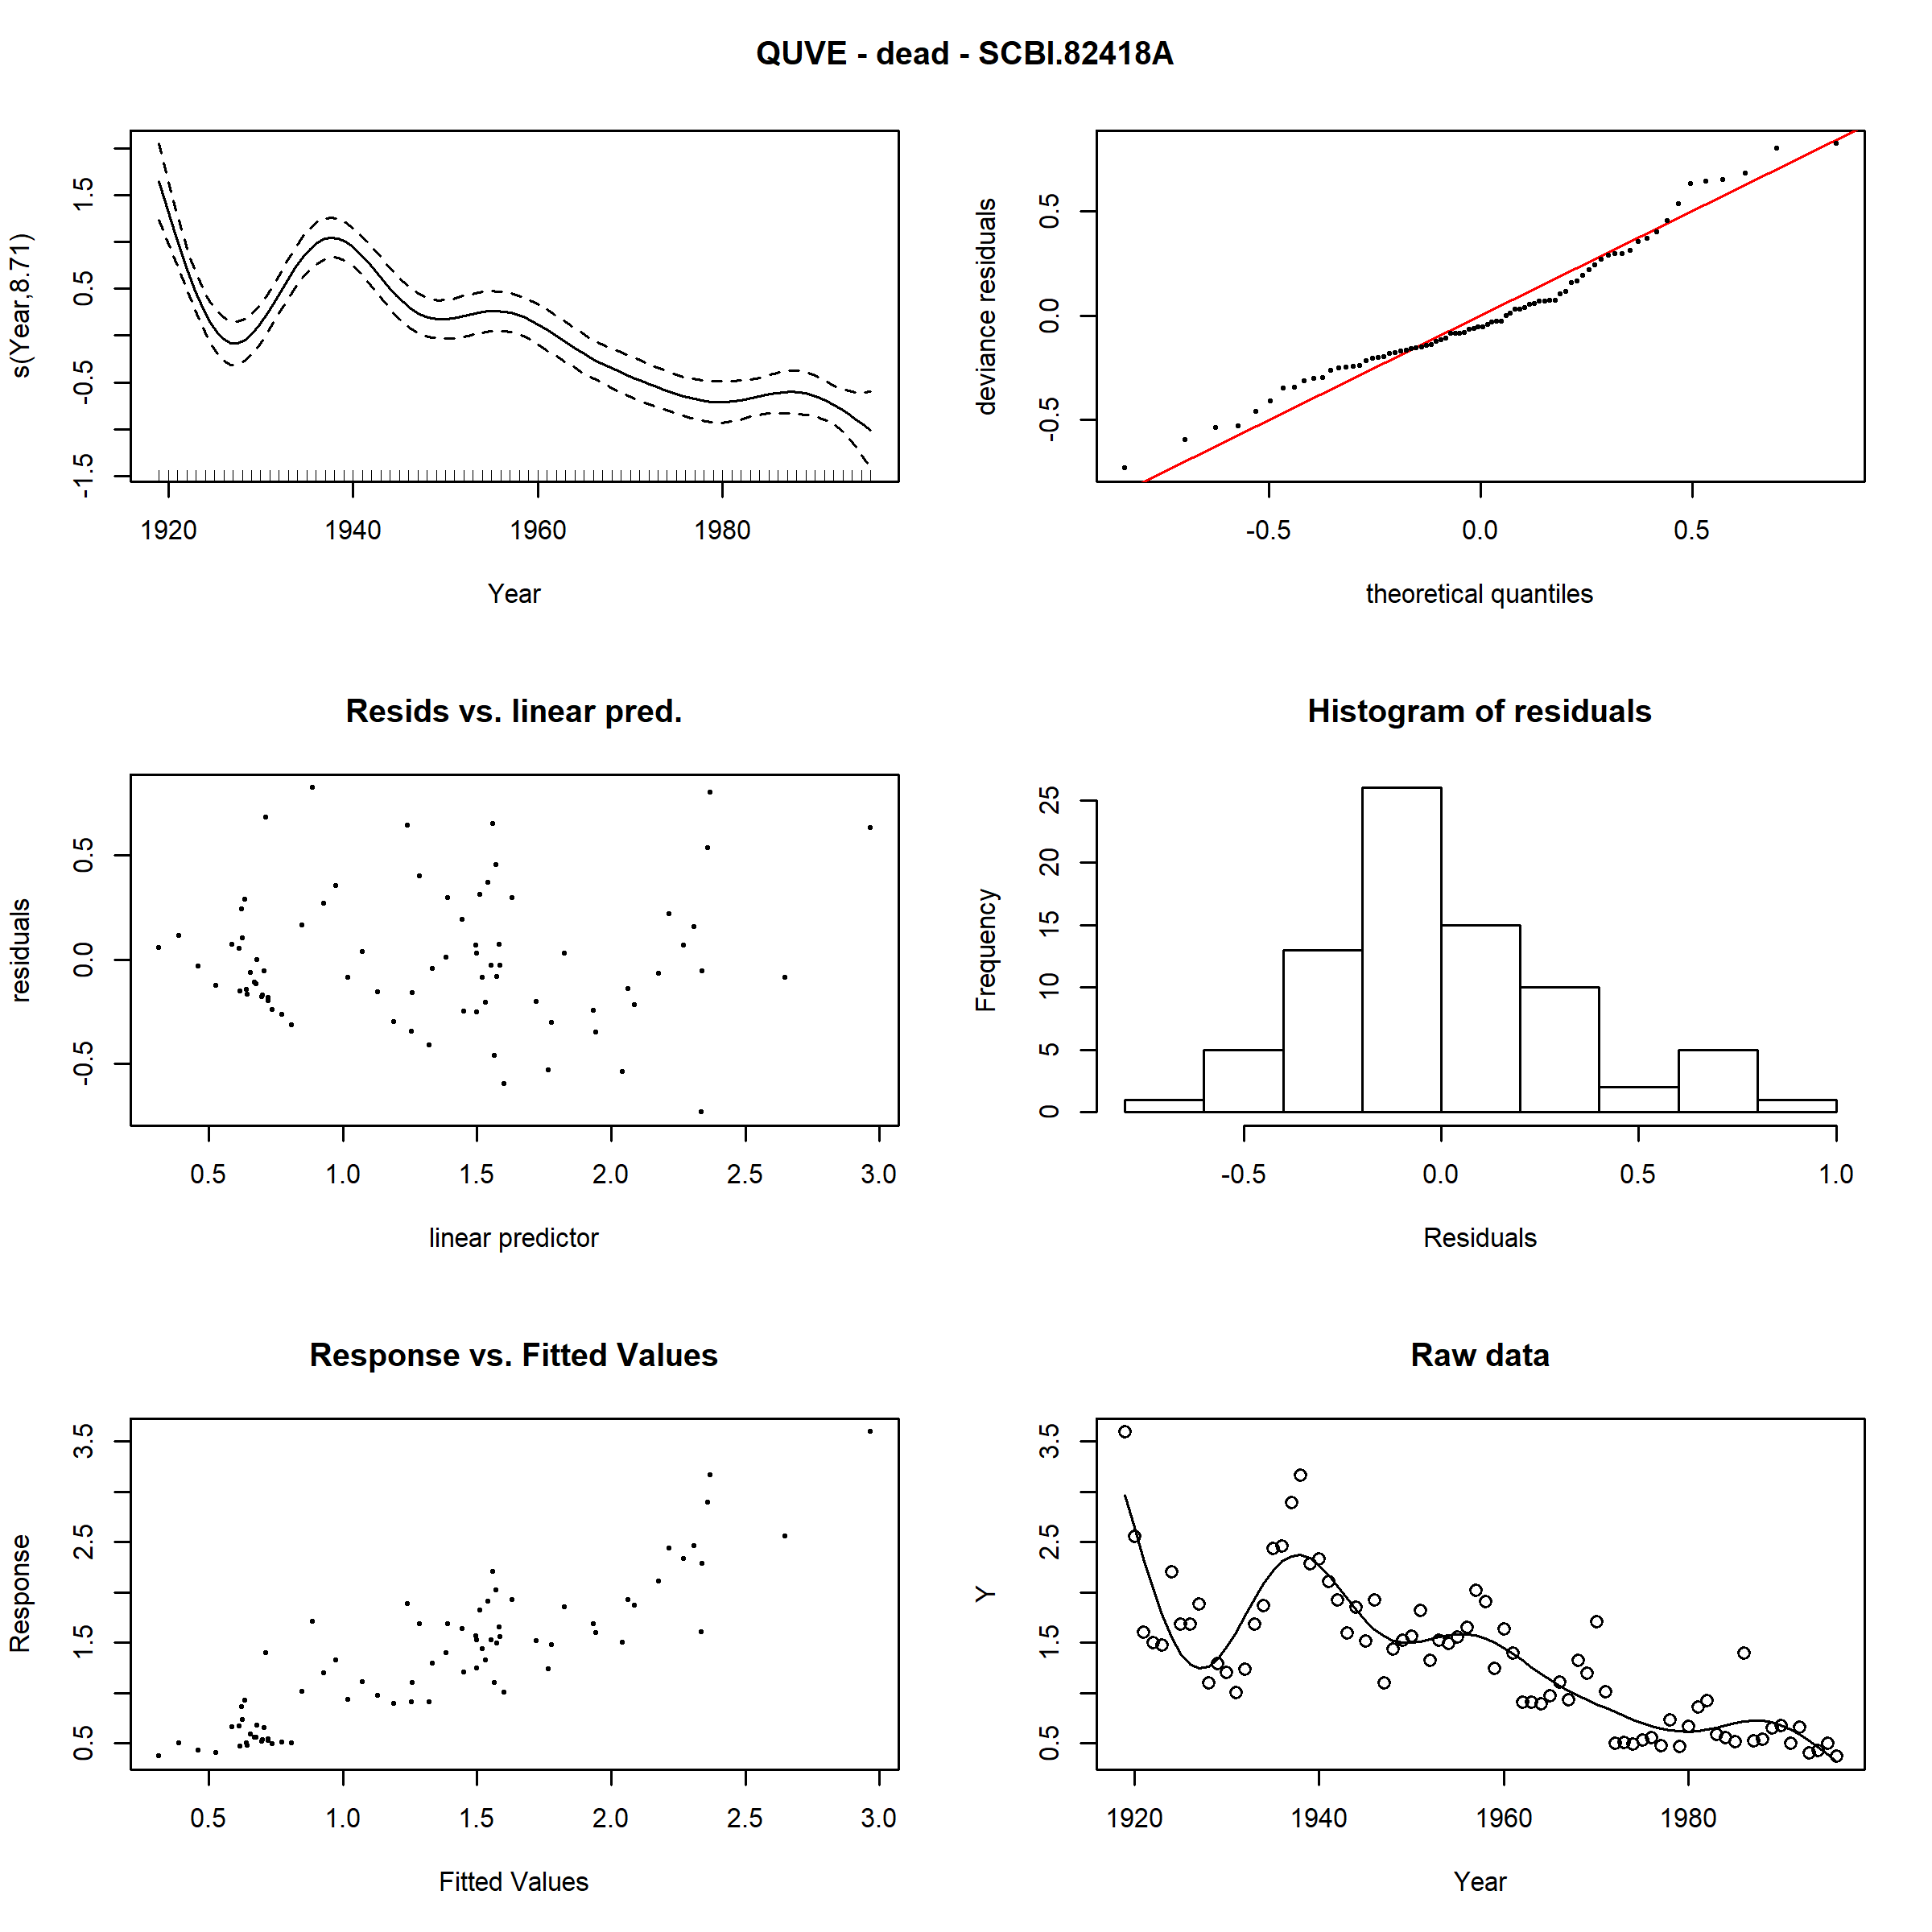 QUVE - dead - SCBI.82418A
s(Year,8.71)
1.5
0.5
-0.5
-1.5
1920 1940 1960 1980
Year
deviance residuals
0.5
0.0
-0.5
-0.5 0.0 0.5
theoretical quantiles
Resids vs. linear pred.
residuals
0.5
0.0
-0.5
0.5 1.0 1.5 2.0 2.5 3.0
linear predictor
Histogram of residuals
Frequency
25
20
15
10
5
0
-0.5 0.0 0.5 1.0
Residuals
Response vs. Fitted Values
Response
3.5
2.5
1.5
0.5
0.5 1.0 1.5 2.0 2.5 3.0
Fitted Values
Raw data
Y
3.5
2.5
1.5
0.5
1920 1940 1960 1980
Year